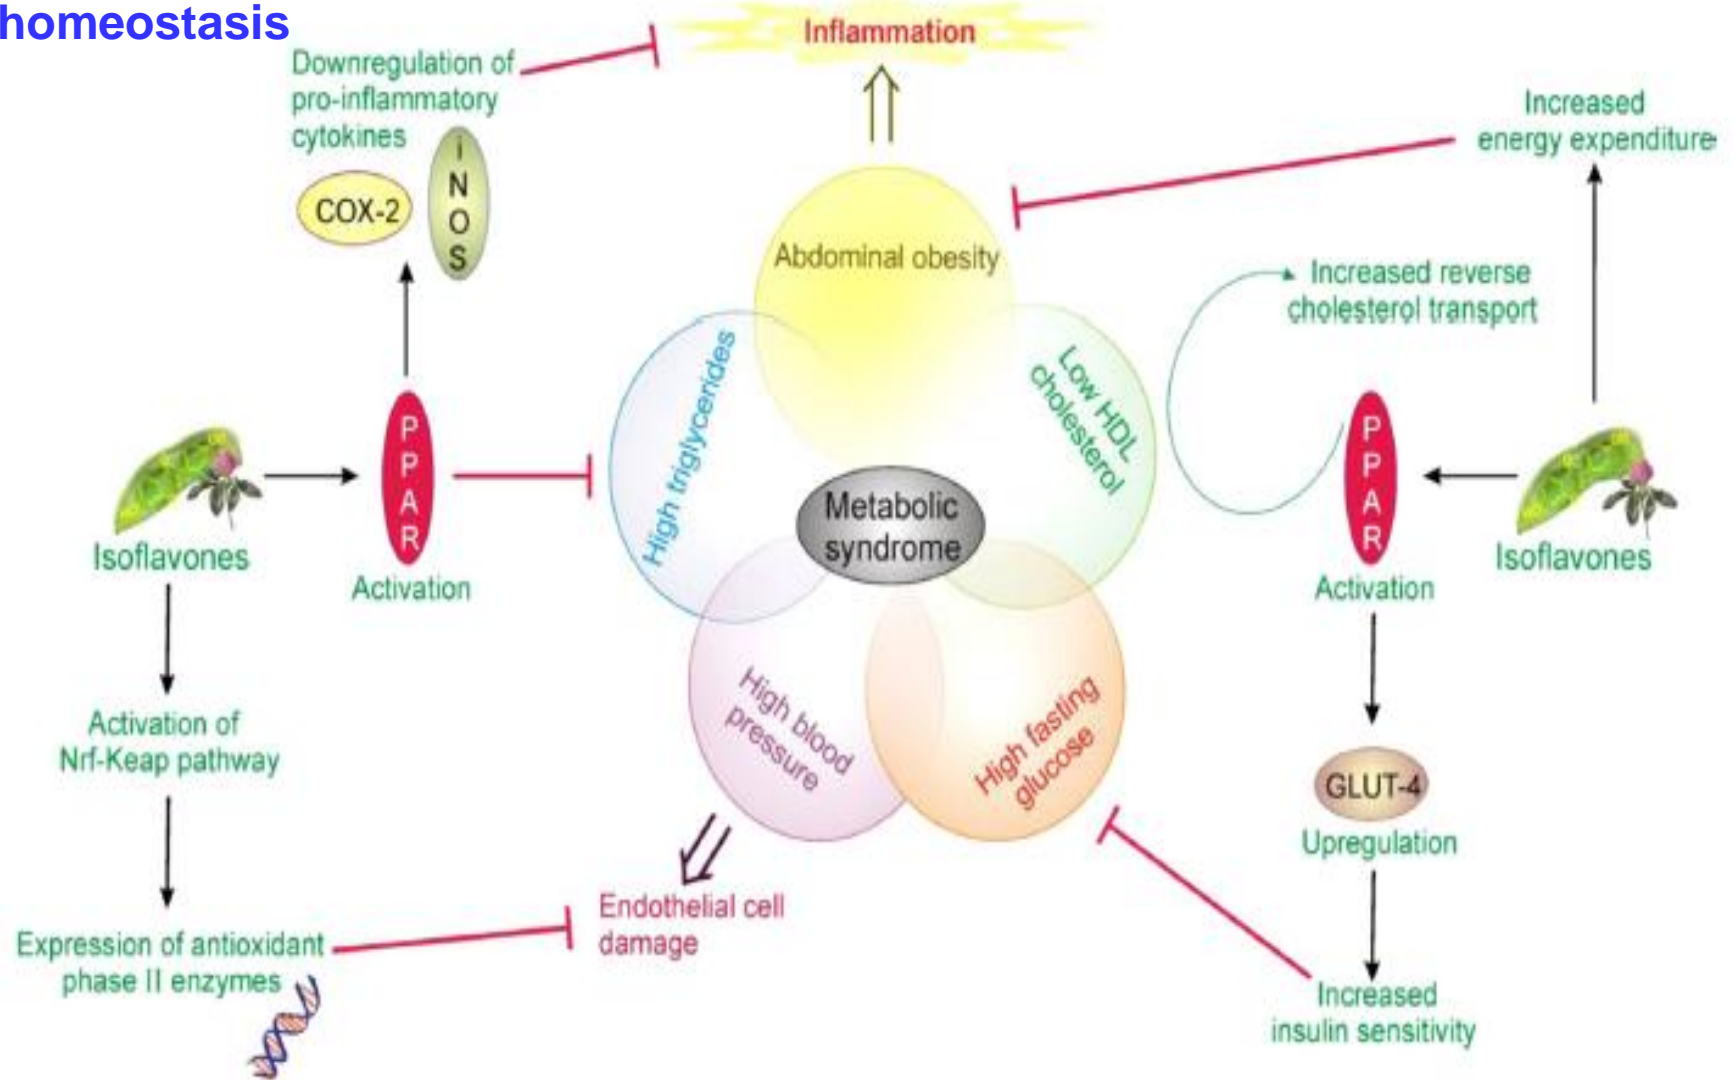 homeostasis
Inflammation
Downregulation of
pro-inflammatory
cytokines
COX-2
iNOS
Increased
energy expenditure
Abdominal obesity
Increased reverse
cholesterol transport
High triglycerides
Low HDL
cholesterol
PPAR
Activation
Isoflavones
Metabolic
syndrome
PPAR
Activation
Isoflavones
High blood
pressure
High fasting
glucose
Activation of
Nrf-Keap pathway
GLUT-4
Upregulation
Endothelial cell
damage
Expression of antioxidant
phase II enzymes
Increased
insulin sensitivity